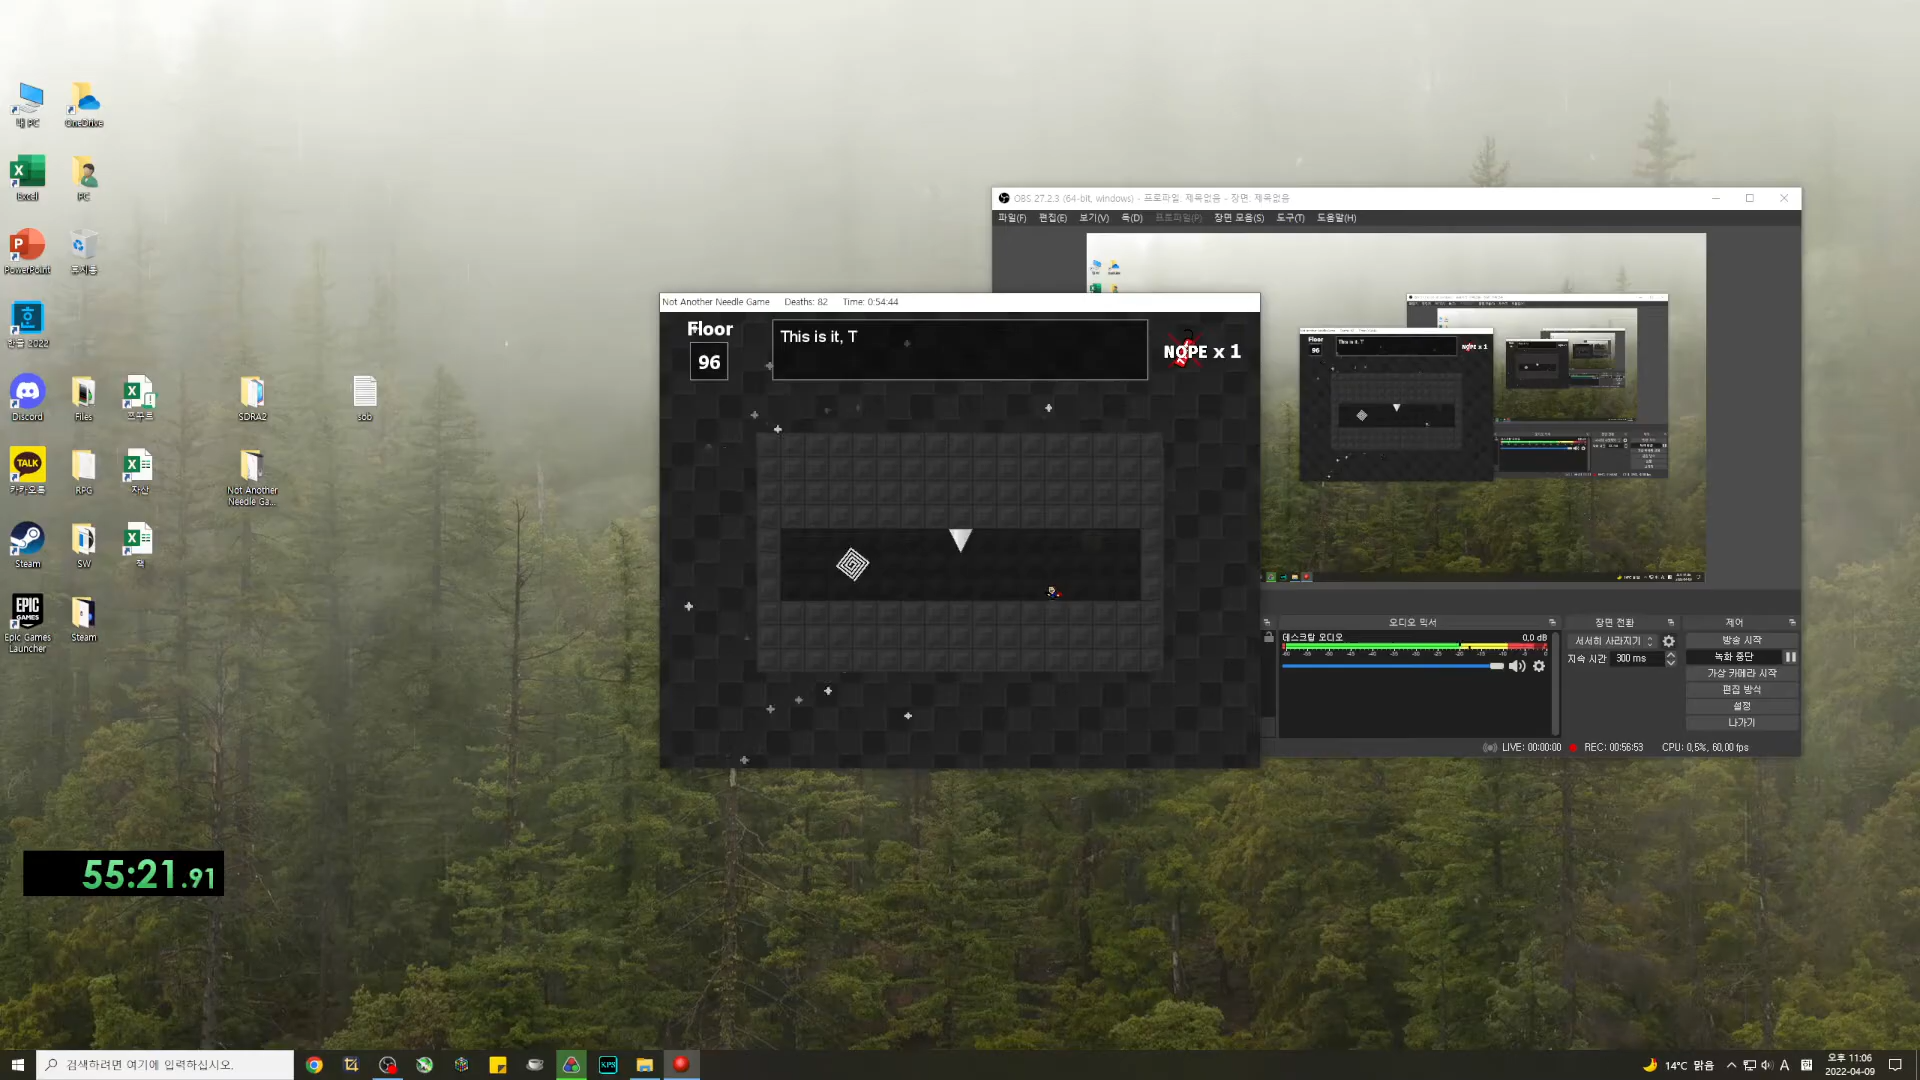 내 PC
OneDrive
Excel
PC
PowerPoint
휴지통
한글 2022
Discord
Files
SDRA2
sob
카카오톡
RPG
자산
Not Another Needle Ga...
Steam
SW
책
Epic Games Launcher
Steam
OBS 27.2.3 (64-bit, windows) - 프로파일: 제목없음 - 장면: 제목없음
파일(F) 편집(E) 보기(V) 독(D) 프로파일(P) 장면 모음(S) 도구(T) 도움말(H)
Not Another Needle Game Deaths: 82 Time: 0:54:44
Floor
96
This is it, T
NOPE x 1
오디오 믹서
장면 전환
제어
데스크탑 오디오
0.0 dB
서서히 사라지기
지속 시간 300 ms
방송 시작
녹화 중단
가상 카메라 시작
편집 방식
설정
나가기
LIVE: 00:00:00 REC: 00:56:53 CPU: 0.5%, 60.00 fps
55:21.91
검색하려면 여기에 입력하십시오.
KPS
14°C 맑음
A
오후 11:06
2022-04-09